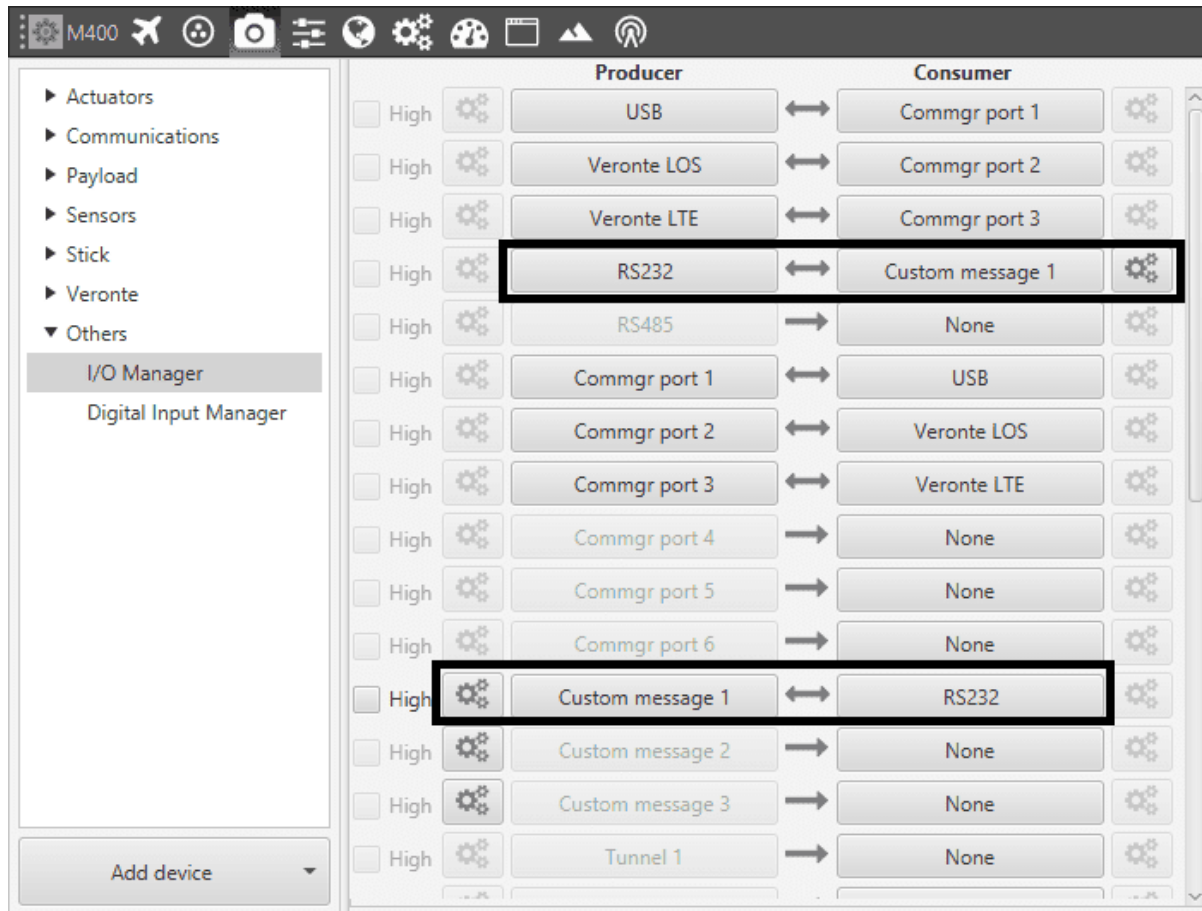 M400
Producer Consumer
Actuators
Communications
Payload
Sensors
Stick
Veronte
Others
I/O Manager
Digital Input Manager
Add device
High USB Commgr port 1
High Veronte LOS Commgr port 2
High Veronte LTE Commgr port 3
High RS232 Custom message 1
High RS485 None
High Commgr port 1 USB
High Commgr port 2 Veronte LOS
High Commgr port 3 Veronte LTE
High Commgr port 4 None
High Commgr port 5 None
High Commgr port 6 None
High Custom message 1 RS232
High Custom message 2 None
High Custom message 3 None
High Tunnel 1 None